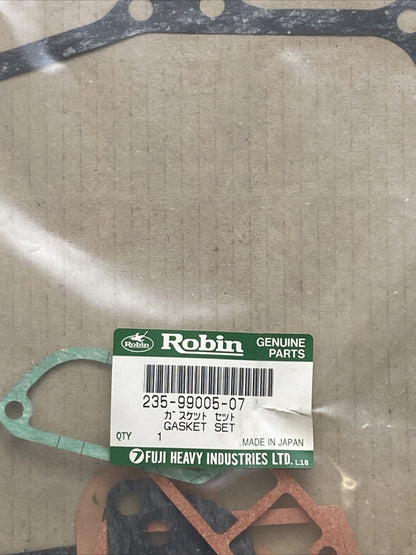 Robin Robin GENUINE
PARTS
235-99005-07
ガスケット セット
GASKET SET
QTY 1
MADE IN JAPAN
FUJI HEAVY INDUSTRIES LTD. L18